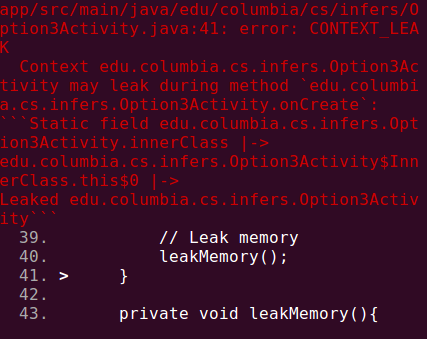 app/src/main/java/edu/columbia/cs/infers/O
ption3Activity.java:41: error: CONTEXT_LEA
K
  Context edu.columbia.cs.infers.Option3Ac
tivity may leak during method `edu.columbi
a.cs.infers.Option3Activity.onCreate`:
```Static field edu.columbia.cs.infers.Opt
ion3Activity.innerClass |->
edu.columbia.cs.infers.Option3Activity$Inn
erClass.this$0 |->
Leaked edu.columbia.cs.infers.Option3Activ
ity```
  39.           // Leak memory
  40.           leakMemory();
  41. >     }
  42.
  43.       private void leakMemory(){